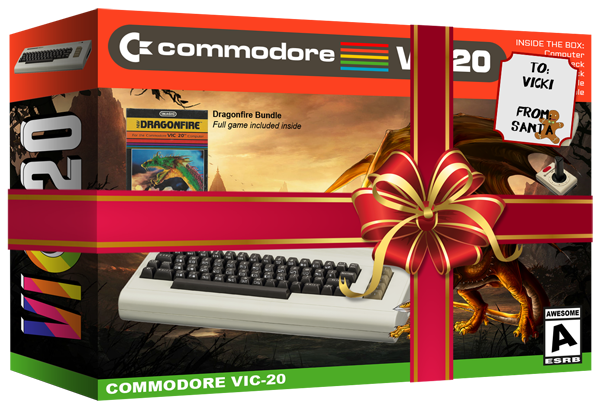 commodore
V 20
INSIDE THE BOX:
Computer
TO:
VICKI
FROM:
SANTA
DRAGONFIRE
VIC 20
Dragonfire Bundle
Full game included inside
VIC 20
AWESOME
A
ESRB
COMMODORE VIC-20